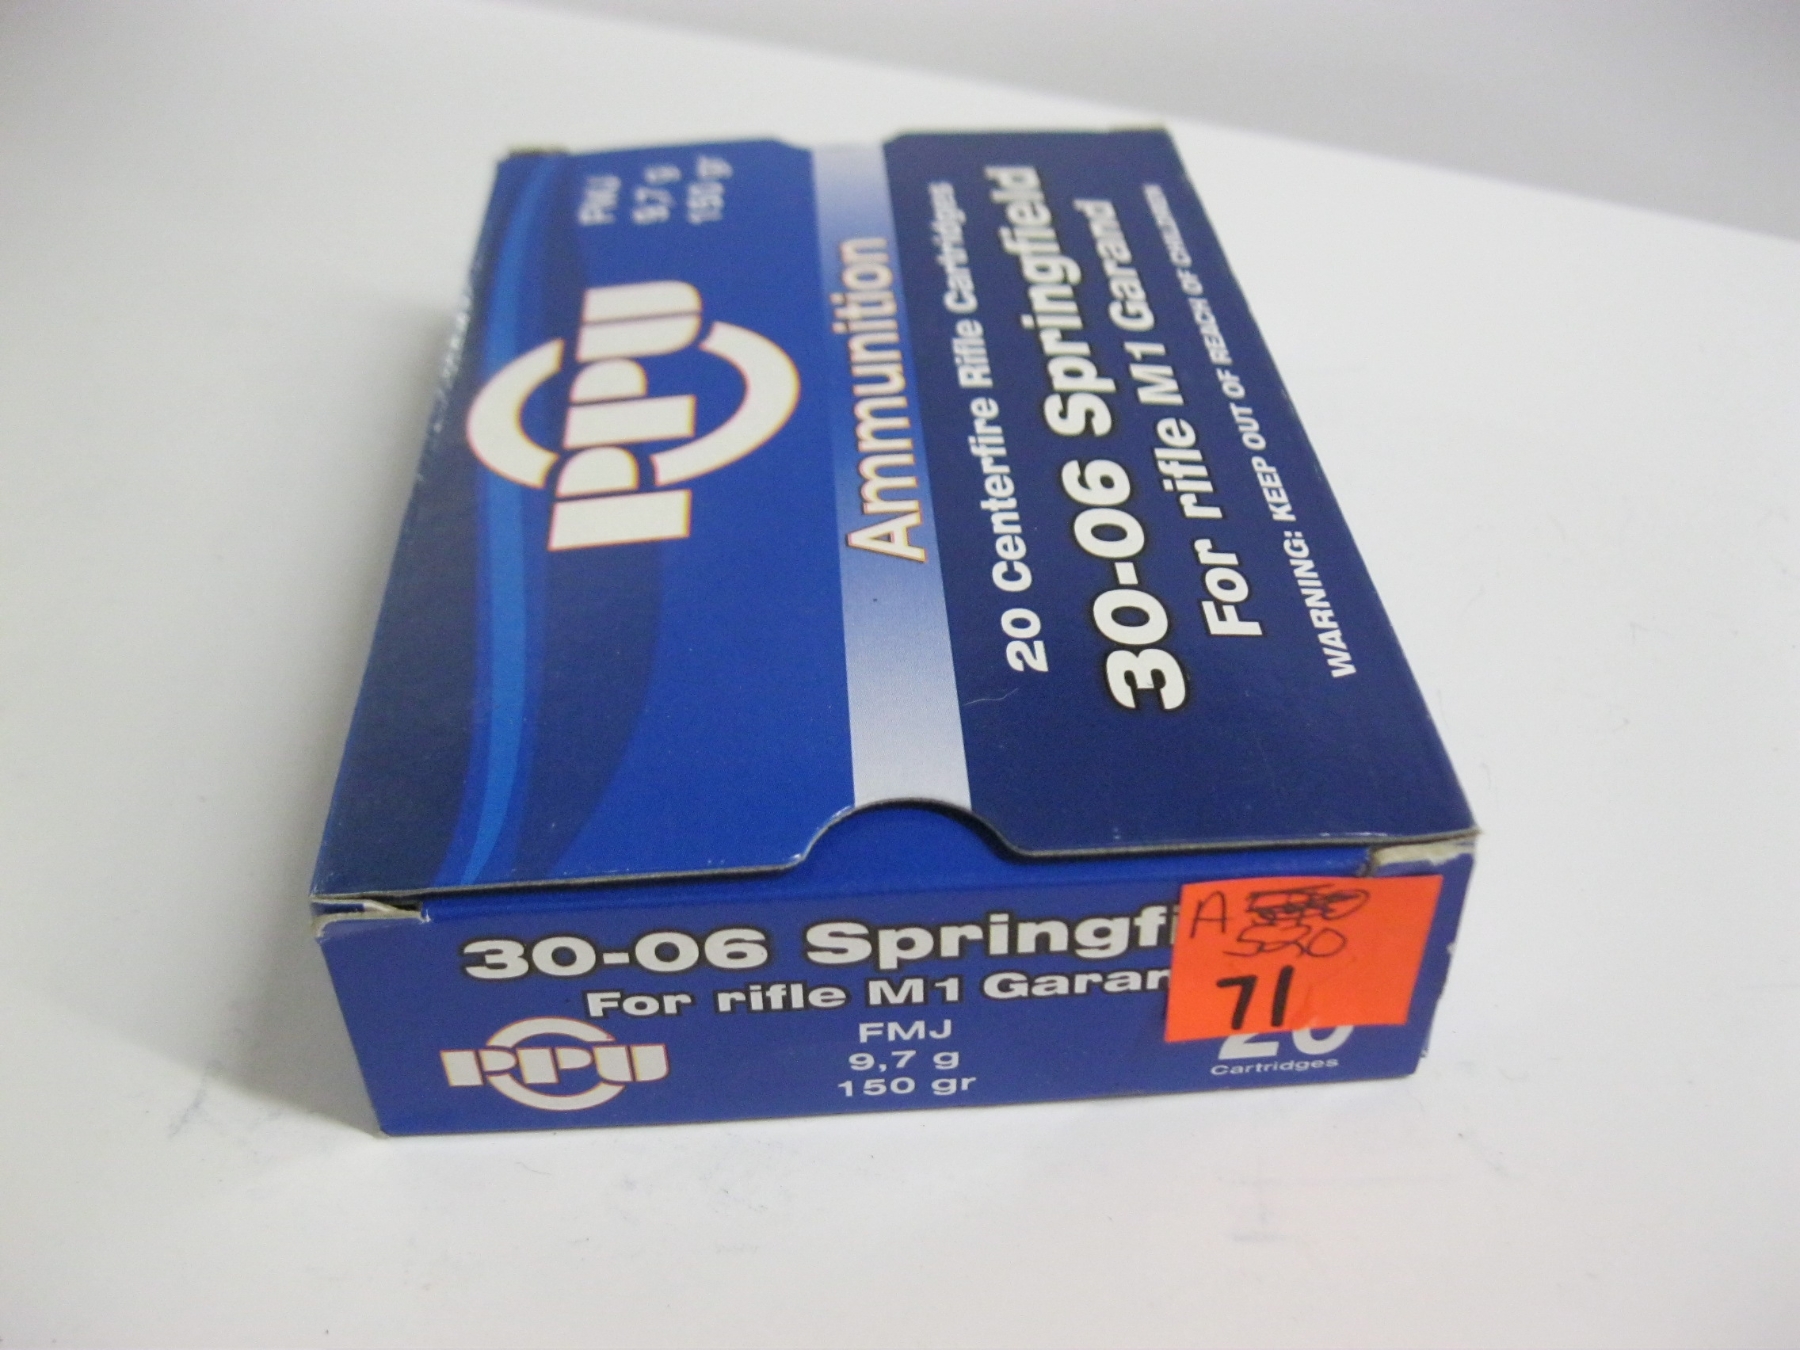 FMJ
9,7 g
150 gr
PPU
Ammunition
20 Centerfire Rifle Cartridges
30-06 Springfield
For rifle M1 Garand
WARNING: KEEP OUT OF REACH OF CHILDREN
30-06 Springfi
For rifle M1 Garan
PPU
FMJ
9,7 g
150 gr
A
530
71
20
Cartridges